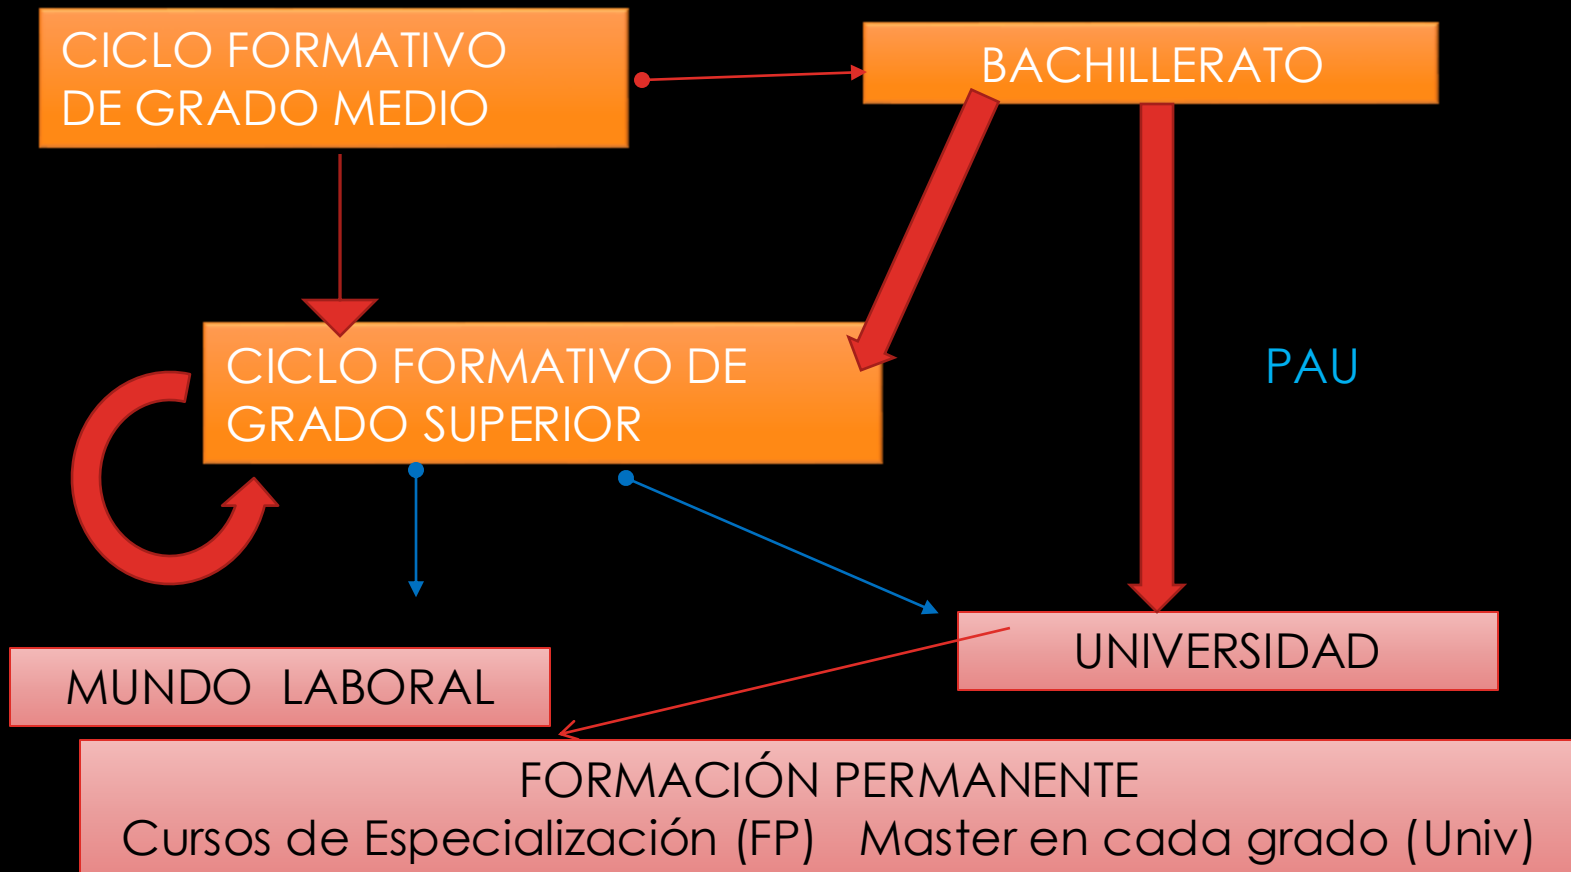 CICLO FORMATIVO
DE GRADO MEDIO
BACHILLERATO
CICLO FORMATIVO DE
GRADO SUPERIOR
PAU
UNIVERSIDAD
MUNDO LABORAL
FORMACIÓN PERMANENTE
Cursos de Especialización (FP) Master en cada grado (Univ)